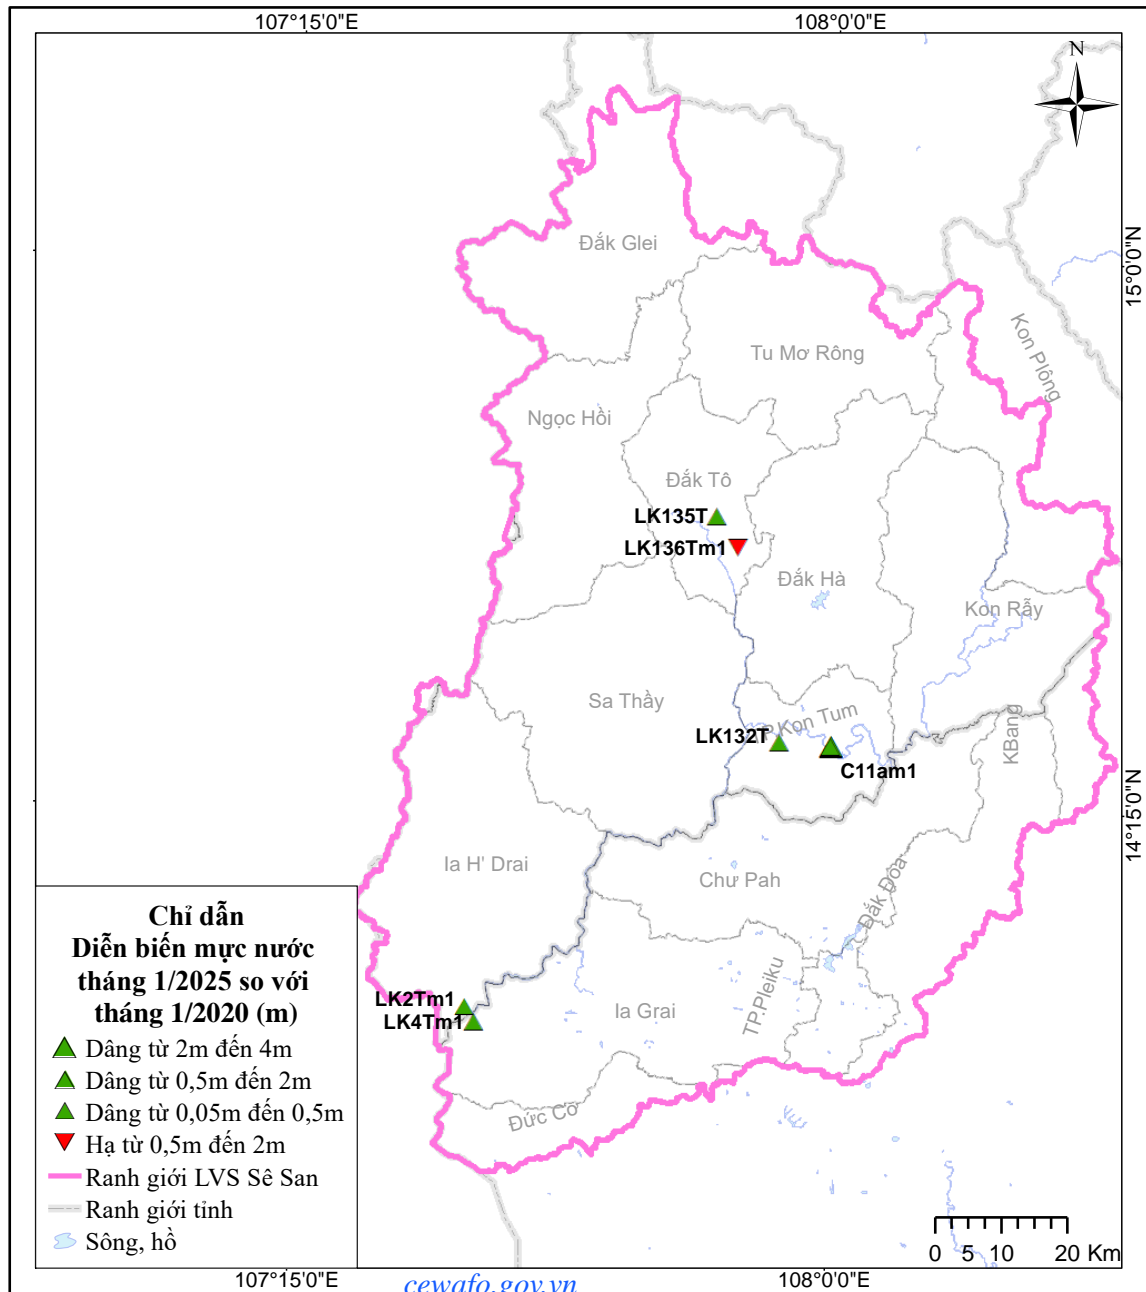 107°15'0"E
108°0'0"E
N
Đắk Glei
15°0'0"N
Kon Plông
Tu Mơ Rông
Ngọc Hồi
Đắk Tô
LK135T
LK136Tm1
Đắk Hà
Kon Rẫy
Sa Thầy
TP.Kon Tum
LK132T
C11am1
KBang
14°15'0"N
Ia H' Drai
Chư Pah
Đắk Đoa
LK2Tm1
LK4Tm1
Ia Grai
TP.Pleiku
Đức Cơ
Chỉ dẫn
Diễn biến mực nước
tháng 1/2025 so với
tháng 1/2020 (m)
Dâng từ 2m đến 4m
Dâng từ 0,5m đến 2m
Dâng từ 0,05m đến 0,5m
Hạ từ 0,5m đến 2m
Ranh giới LVS Sê San
Ranh giới tỉnh
Sông, hồ
0 5 10 20 Km
107°15'0"E
108°0'0"E
cewafo.gov.vn